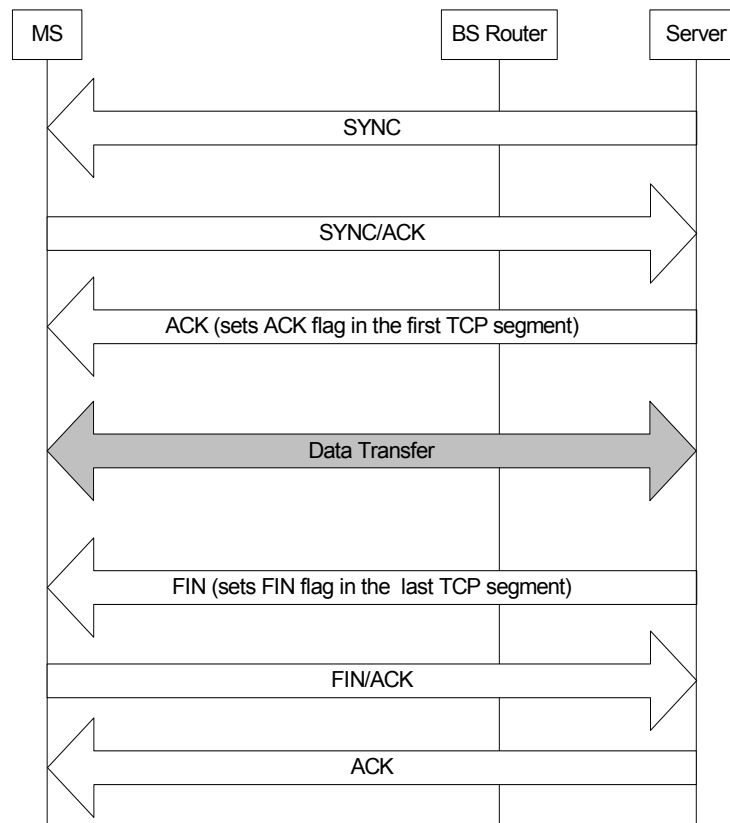 MS
BS Router
Server
SYNC
SYNC/ACK
ACK (sets ACK flag in the first TCP segment)
Data Transfer
FIN (sets FIN flag in the last TCP segment)
FIN/ACK
ACK